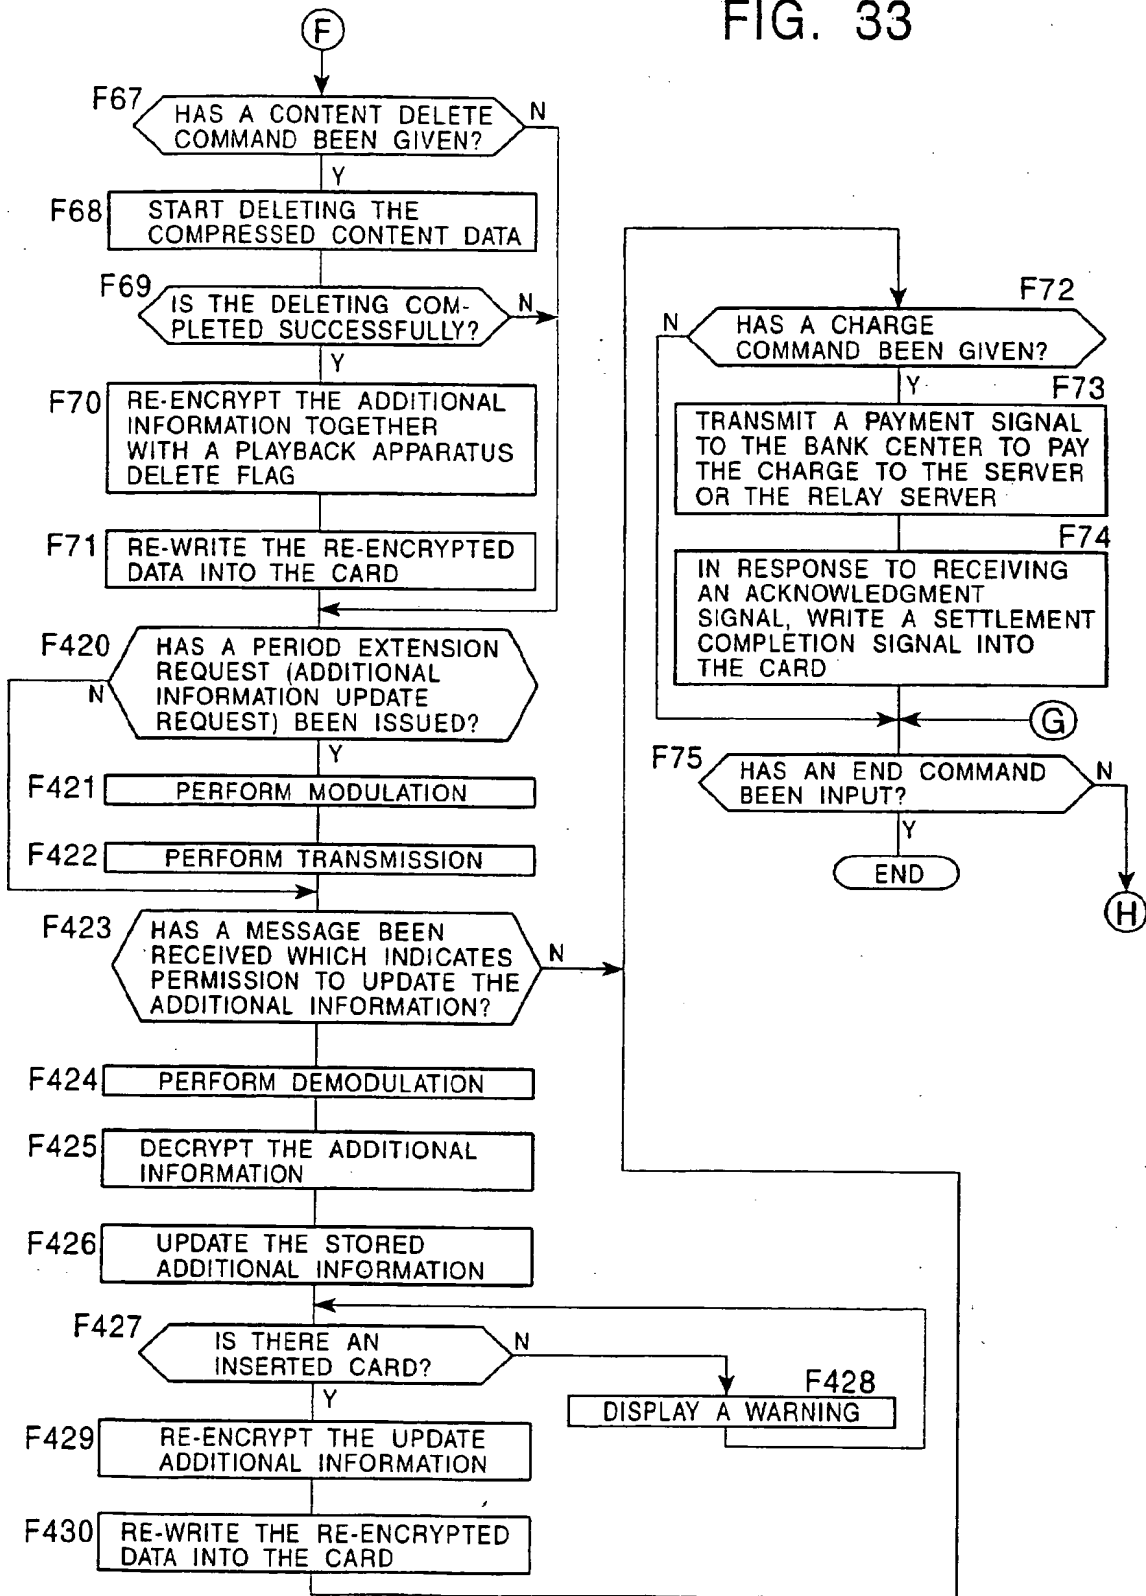 FIG. 33
F
F67
HAS A CONTENT DELETE
COMMAND BEEN GIVEN?
N
Y
F68
START DELETING THE
COMPRESSED CONTENT DATA
F69
IS THE DELETING COM-
PLETED SUCCESSFULLY?
N
Y
F70
RE-ENCRYPT THE ADDITIONAL
INFORMATION TOGETHER
WITH A PLAYBACK APPARATUS
DELETE FLAG
F71
RE-WRITE THE RE-ENCRYPTED
DATA INTO THE CARD
F420
HAS A PERIOD EXTENSION
REQUEST (ADDITIONAL
INFORMATION UPDATE
REQUEST) BEEN ISSUED?
N
Y
F421
PERFORM MODULATION
F422
PERFORM TRANSMISSION
F423
HAS A MESSAGE BEEN
RECEIVED WHICH INDICATES
PERMISSION TO UPDATE THE
ADDITIONAL INFORMATION?
N
F424
PERFORM DEMODULATION
F425
DECRYPT THE ADDITIONAL
INFORMATION
F426
UPDATE THE STORED
ADDITIONAL INFORMATION
F427
IS THERE AN
INSERTED CARD?
N
Y
F428
DISPLAY A WARNING
F429
RE-ENCRYPT THE UPDATE
ADDITIONAL INFORMATION
F430
RE-WRITE THE RE-ENCRYPTED
DATA INTO THE CARD
F72
HAS A CHARGE
COMMAND BEEN GIVEN?
N
Y
F73
TRANSMIT A PAYMENT SIGNAL
TO THE BANK CENTER TO PAY
THE CHARGE TO THE SERVER
OR THE RELAY SERVER
F74
IN RESPONSE TO RECEIVING
AN ACKNOWLEDGMENT
SIGNAL, WRITE A SETTLEMENT
COMPLETION SIGNAL INTO
THE CARD
G
F75
HAS AN END COMMAND
BEEN INPUT?
N
Y
END
H